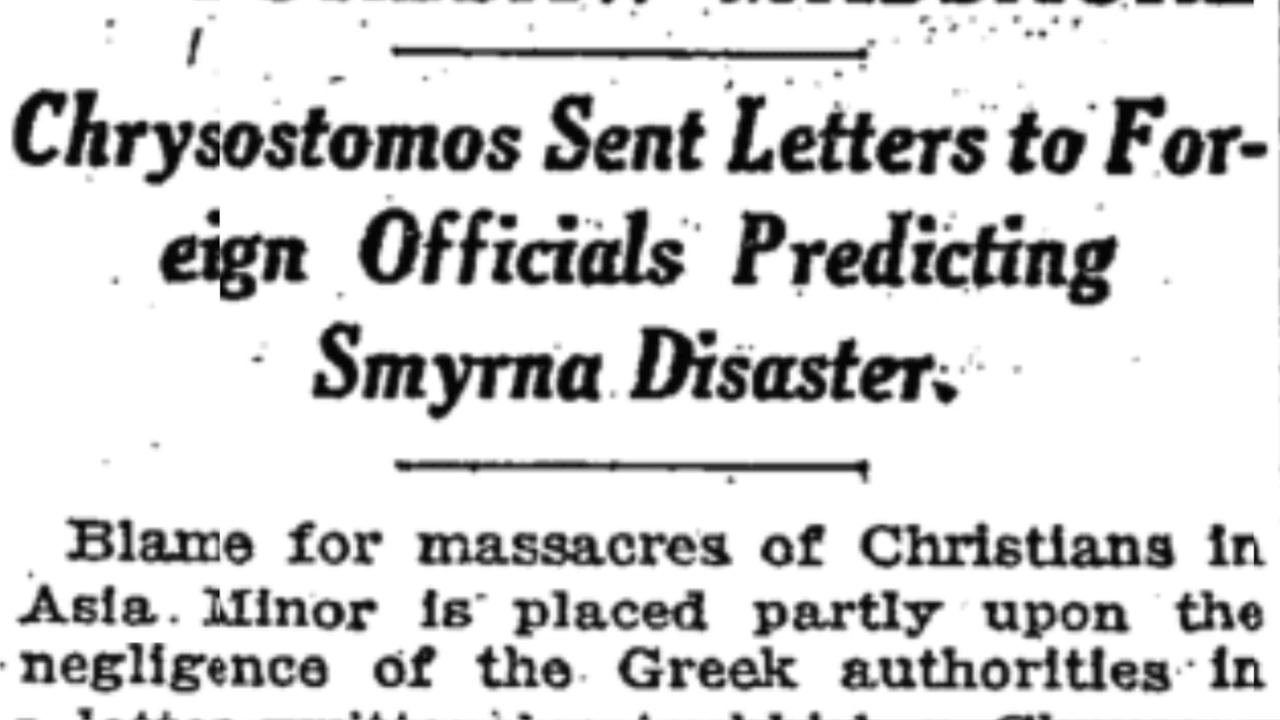 Chrysostomos Sent Letters to For-
eign Officials Predicting
Smyrna Disaster.
Blame for massacres of Christians in
Asia Minor is placed partly upon the
negligence of the Greek authorities in